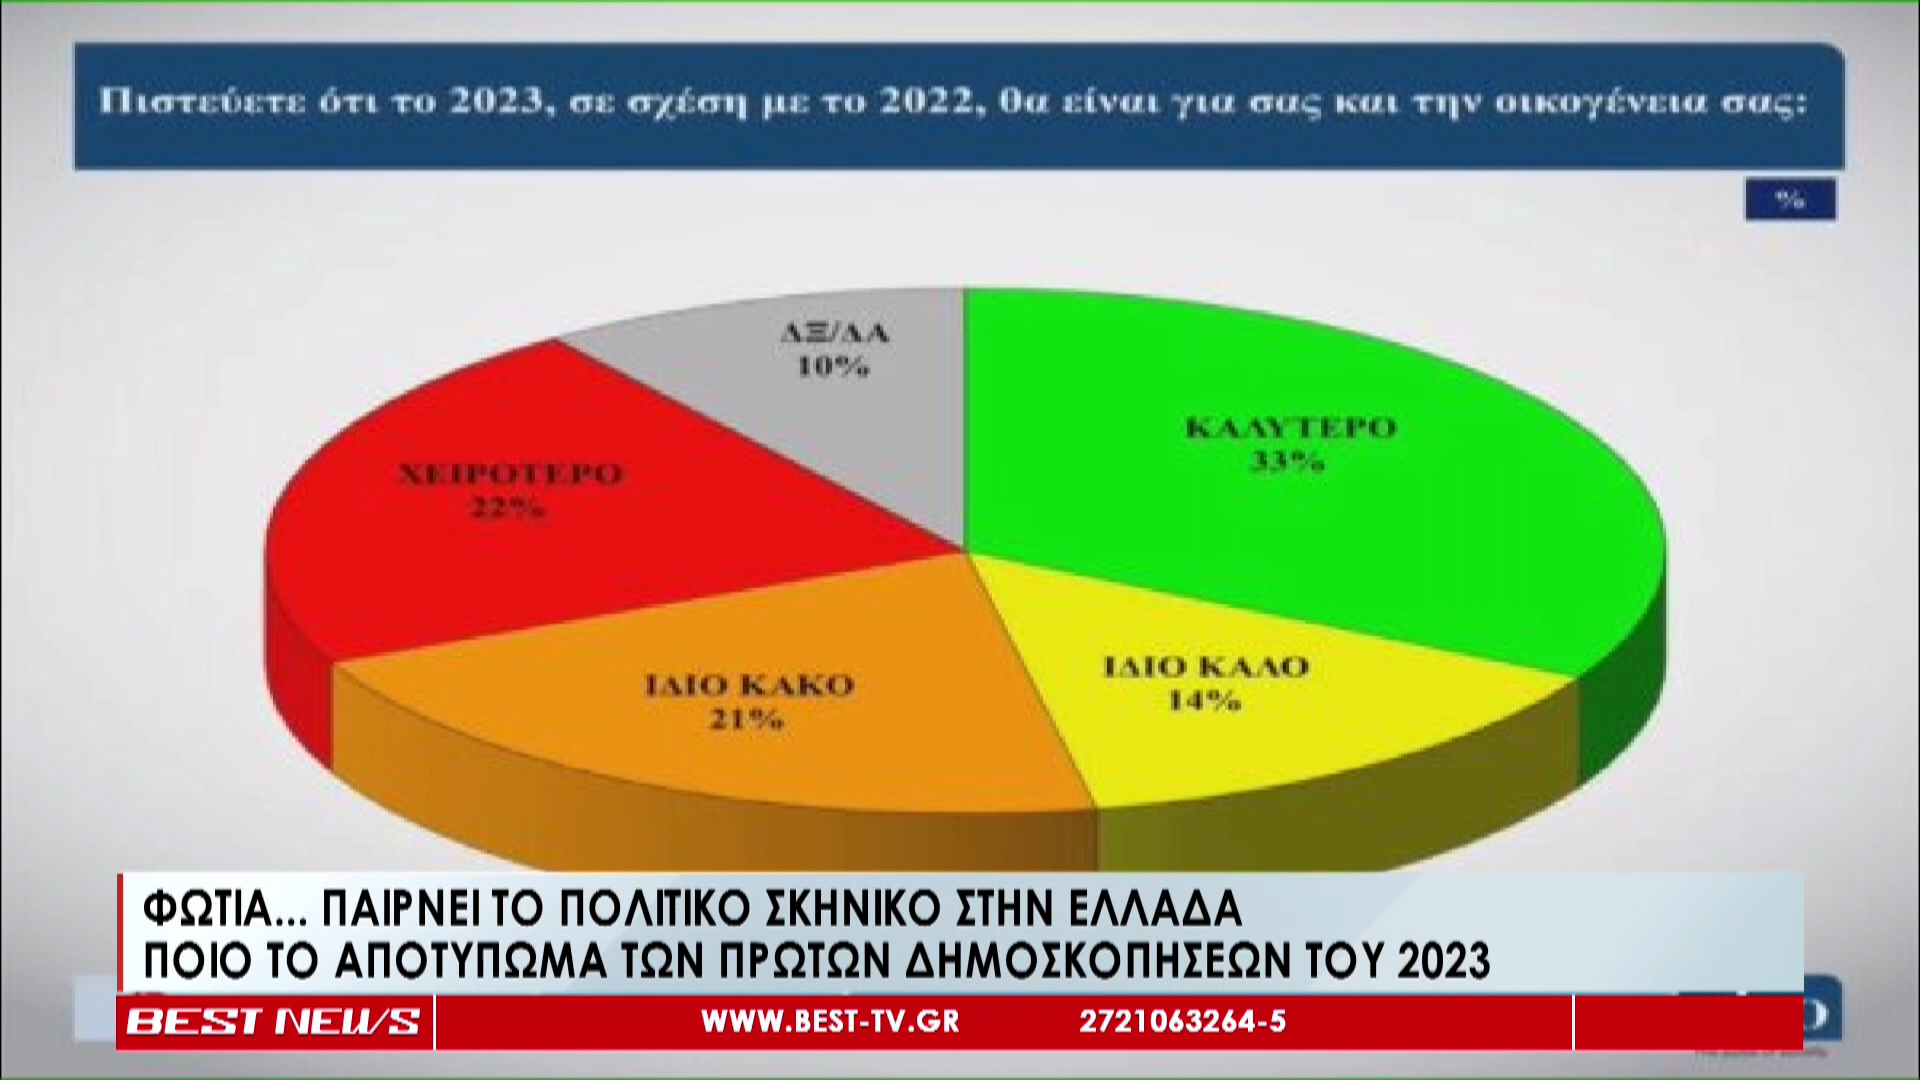 Πιστεύετε ότι το 2023, σε σχέση με το 2022, θα είναι για σας και την οικογένεια σας:
%
ΔΞ/ΔΑ
10%
ΚΑΛΥΤΕΡΟ
33%
ΧΕΙΡΟΤΕΡΟ
22%
ΙΔΙΟ ΚΑΛΟ
14%
ΙΔΙΟ ΚΑΚΟ
21%
ΦΩΤΙΑ... ΠΑΙΡΝΕΙ ΤΟ ΠΟΛΙΤΙΚΟ ΣΚΗΝΙΚΟ ΣΤΗΝ ΕΛΛΑΔΑ
ΠΟΙΟ ΤΟ ΑΠΟΤΥΠΩΜΑ ΤΩΝ ΠΡΩΤΩΝ ΔΗΜΟΣΚΟΠΗΣΕΩΝ ΤΟΥ 2023
BEST NEWS WWW.BEST-TV.GR 2721063264-5